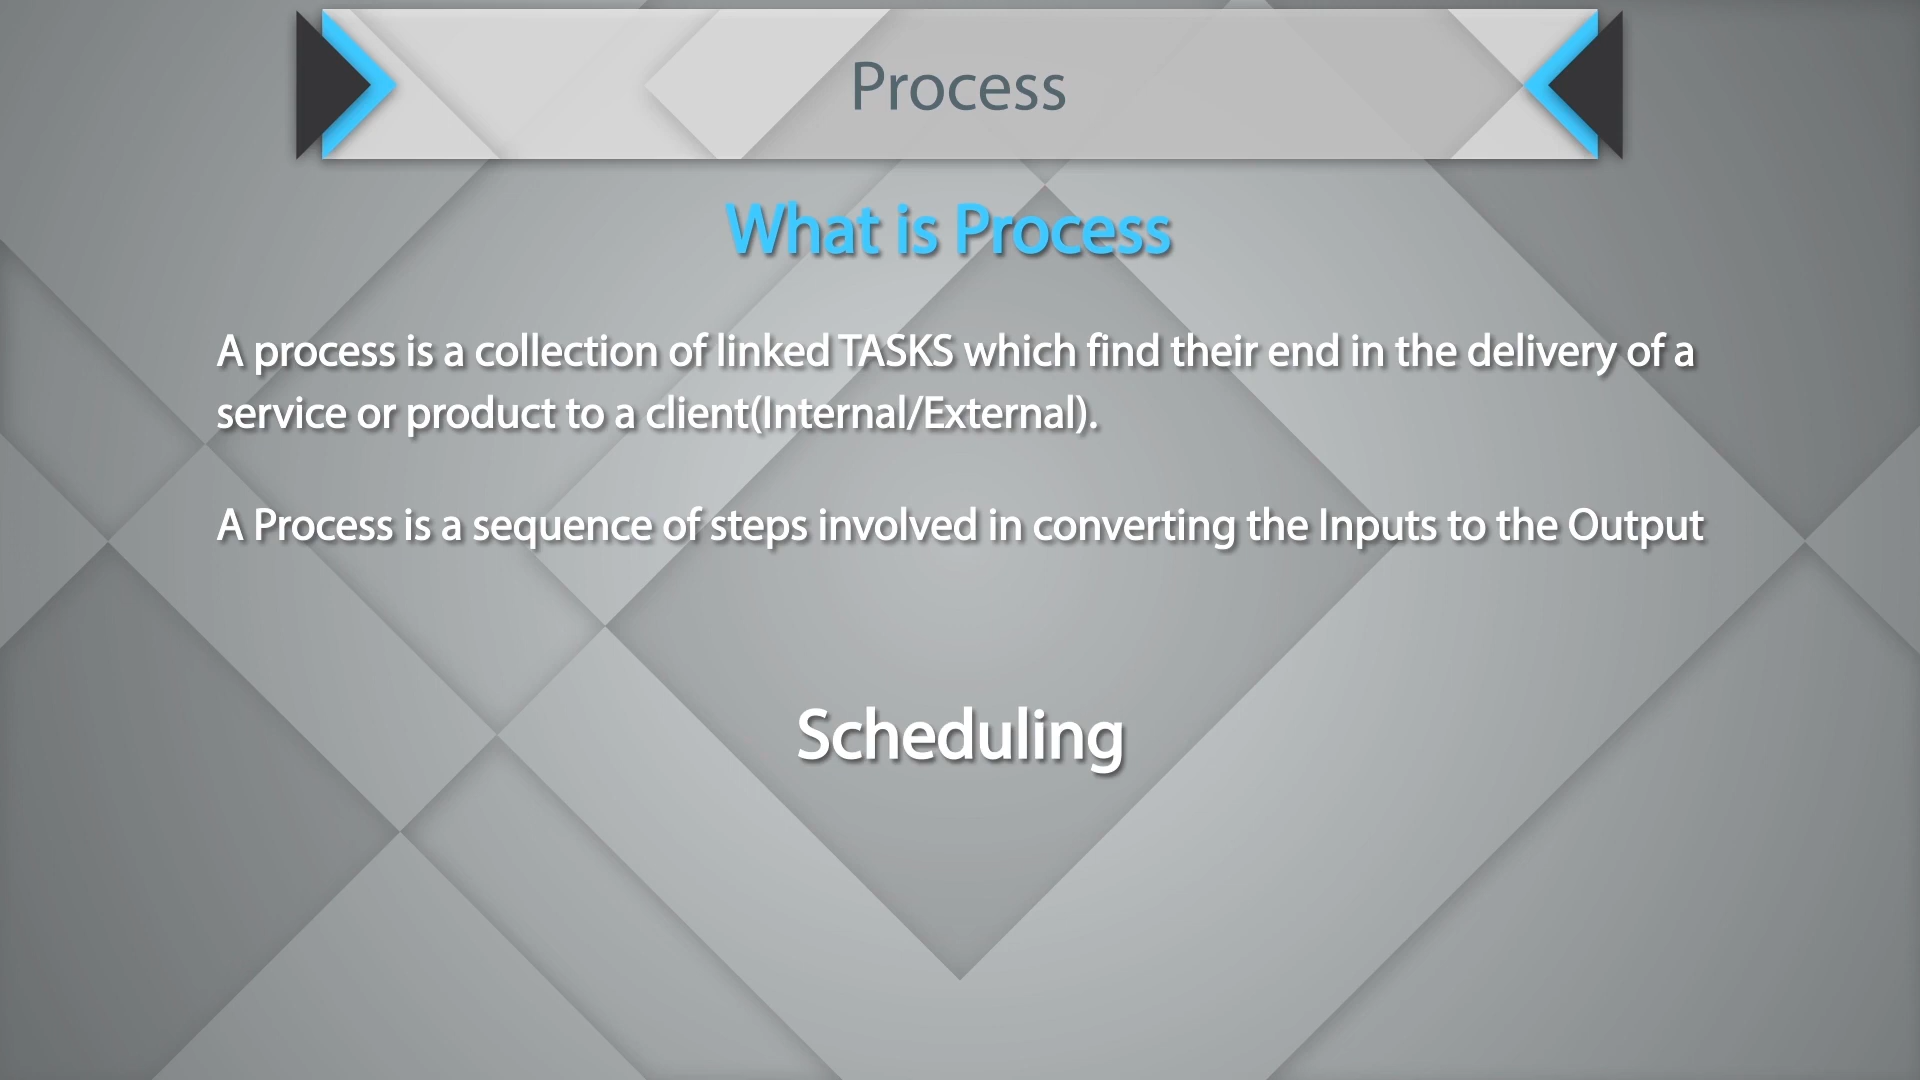 Process
What is Process
A process is a collection of linked TASKS which find their end in the delivery of a
service or product to a client(Internal/External).
A Process is a sequence of steps involved in converting the Inputs to the Output
Scheduling